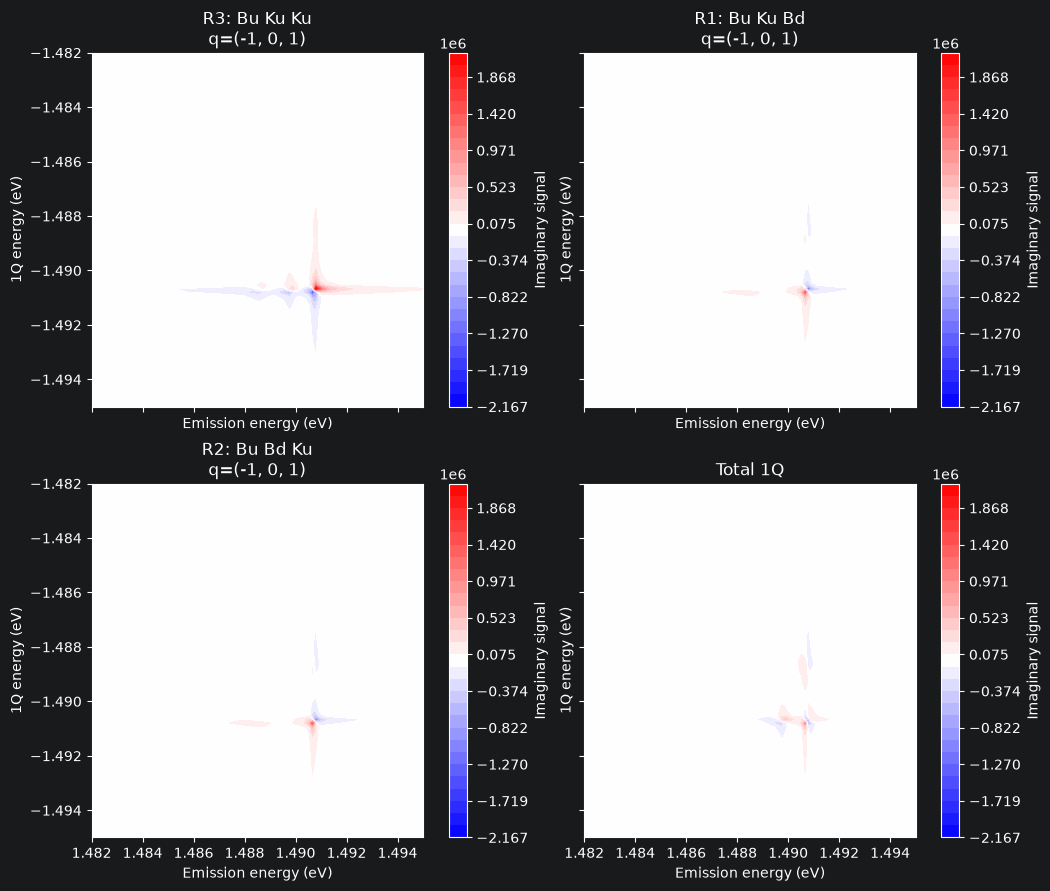 R3: Bu Ku Ku
q=(-1, 0, 1)
1e6
−1.482
−1.484
−1.486
−1.488
−1.490
−1.492
−1.494
1Q energy (eV)
Emission energy (eV)
1.868
1.420
0.971
0.523
0.075
−0.374
−0.822
−1.270
−1.719
−2.167
Imaginary signal
R1: Bu Ku Bd
q=(-1, 0, 1)
1e6
1Q energy (eV)
Emission energy (eV)
1.868
1.420
0.971
0.523
0.075
−0.374
−0.822
−1.270
−1.719
−2.167
Imaginary signal
R2: Bu Bd Ku
q=(-1, 0, 1)
1e6
−1.482
−1.484
−1.486
−1.488
−1.490
−1.492
−1.494
1Q energy (eV)
1.482 1.484 1.486 1.488 1.490 1.492 1.494
Emission energy (eV)
1.868
1.420
0.971
0.523
0.075
−0.374
−0.822
−1.270
−1.719
−2.167
Imaginary signal
Total 1Q
1e6
1Q energy (eV)
1.482 1.484 1.486 1.488 1.490 1.492 1.494
Emission energy (eV)
1.868
1.420
0.971
0.523
0.075
−0.374
−0.822
−1.270
−1.719
−2.167
Imaginary signal